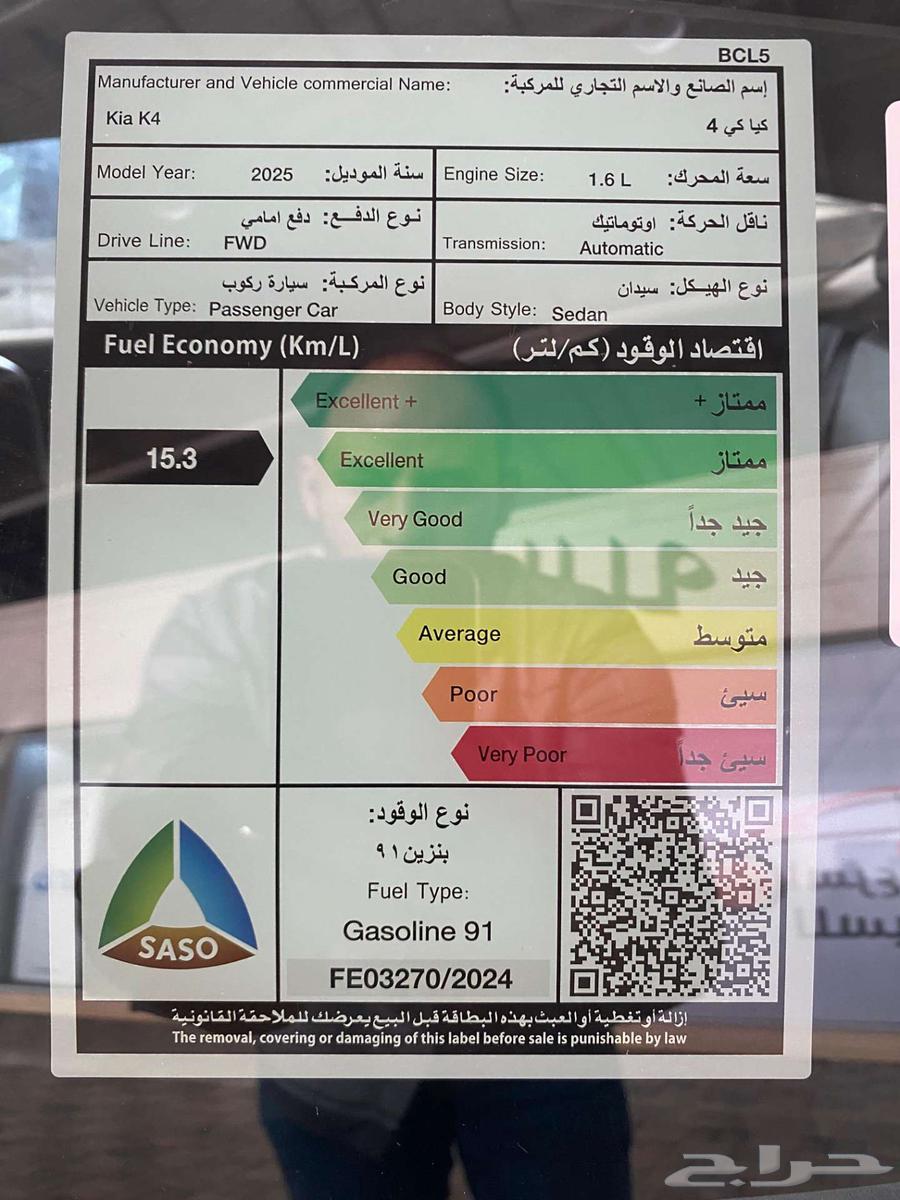 BCL5
Manufacturer and Vehicle commercial Name: إسم الصانع والاسم التجاري للمركبة:
Kia K4 كيا كي 4
Model Year: 2025 سنة الموديل:
Engine Size: 1.6 L سعة المحرك:
نوع الدفع: دفع امامي
Drive Line: FWD
ناقل الحركة: اوتوماتيك
Transmission: Automatic
نوع المركبة: سيارة ركوب
Vehicle Type: Passenger Car
نوع الهيكل: سيدان
Body Style: Sedan
Fuel Economy (Km/L) اقتصاد الوقود (كم/لتر)
Excellent + ممتاز +
15.3
Excellent ممتاز
Very Good جيد جداً
Good جيد
Average متوسط
Poor سيئ
Very Poor سيئ جداً
SASO
نوع الوقود:
بنزين ٩١
Fuel Type:
Gasoline 91
FE03270/2024
إزالة أو تغطية أو العبث بهذه البطاقة قبل البيع يعرضك للملاحقة القانونية
The removal, covering or damaging of this label before sale is punishable by law
حراج